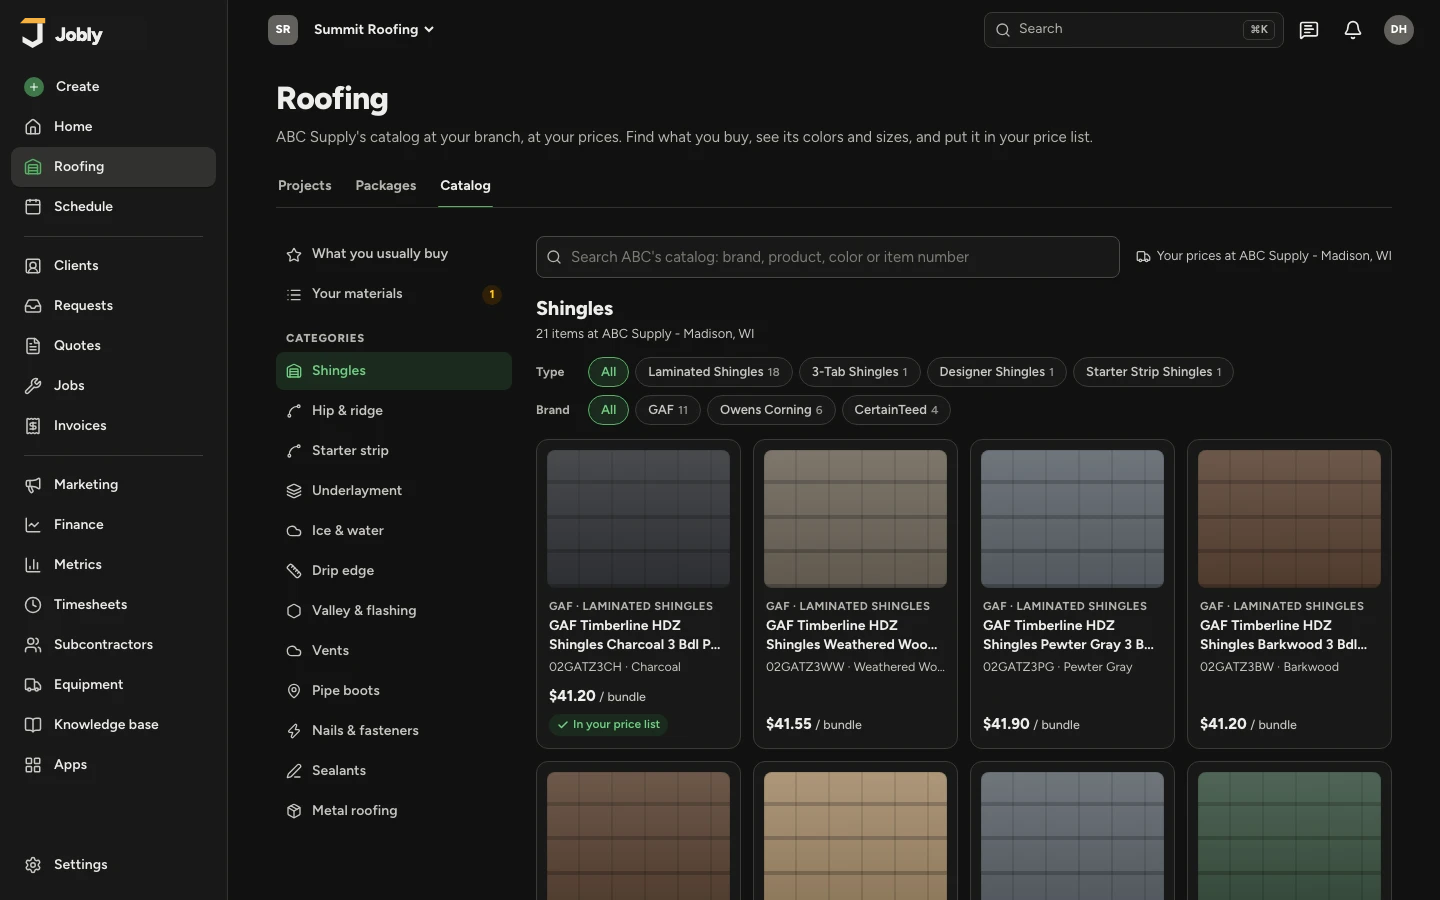 Jobly
SR
Summit Roofing
Search
⌘K
DH
Create
Home
Roofing
Schedule
Clients
Requests
Quotes
Jobs
Invoices
Marketing
Finance
Metrics
Timesheets
Subcontractors
Equipment
Knowledge base
Apps
Settings
Roofing
ABC Supply's catalog at your branch, at your prices. Find what you buy, see its colors and sizes, and put it in your price list.
Projects
Packages
Catalog
What you usually buy
Your materials
1
CATEGORIES
Shingles
Hip & ridge
Starter strip
Underlayment
Ice & water
Drip edge
Valley & flashing
Vents
Pipe boots
Nails & fasteners
Sealants
Metal roofing
Search ABC's catalog: brand, product, color or item number
Your prices at ABC Supply - Madison, WI
Shingles
21 items at ABC Supply - Madison, WI
Type
All
Laminated Shingles 18
3-Tab Shingles 1
Designer Shingles 1
Starter Strip Shingles 1
Brand
All
GAF 11
Owens Corning 6
CertainTeed 4
GAF · LAMINATED SHINGLES
GAF Timberline HDZ
Shingles Charcoal 3 Bdl P...
02GATZ3CH · Charcoal
$41.20 / bundle
In your price list
GAF · LAMINATED SHINGLES
GAF Timberline HDZ
Shingles Weathered Woo...
02GATZ3WW · Weathered Wo...
$41.55 / bundle
GAF · LAMINATED SHINGLES
GAF Timberline HDZ
Shingles Pewter Gray 3 B...
02GATZ3PG · Pewter Gray
$41.90 / bundle
GAF · LAMINATED SHINGLES
GAF Timberline HDZ
Shingles Barkwood 3 Bdl...
02GATZ3BW · Barkwood
$41.20 / bundle